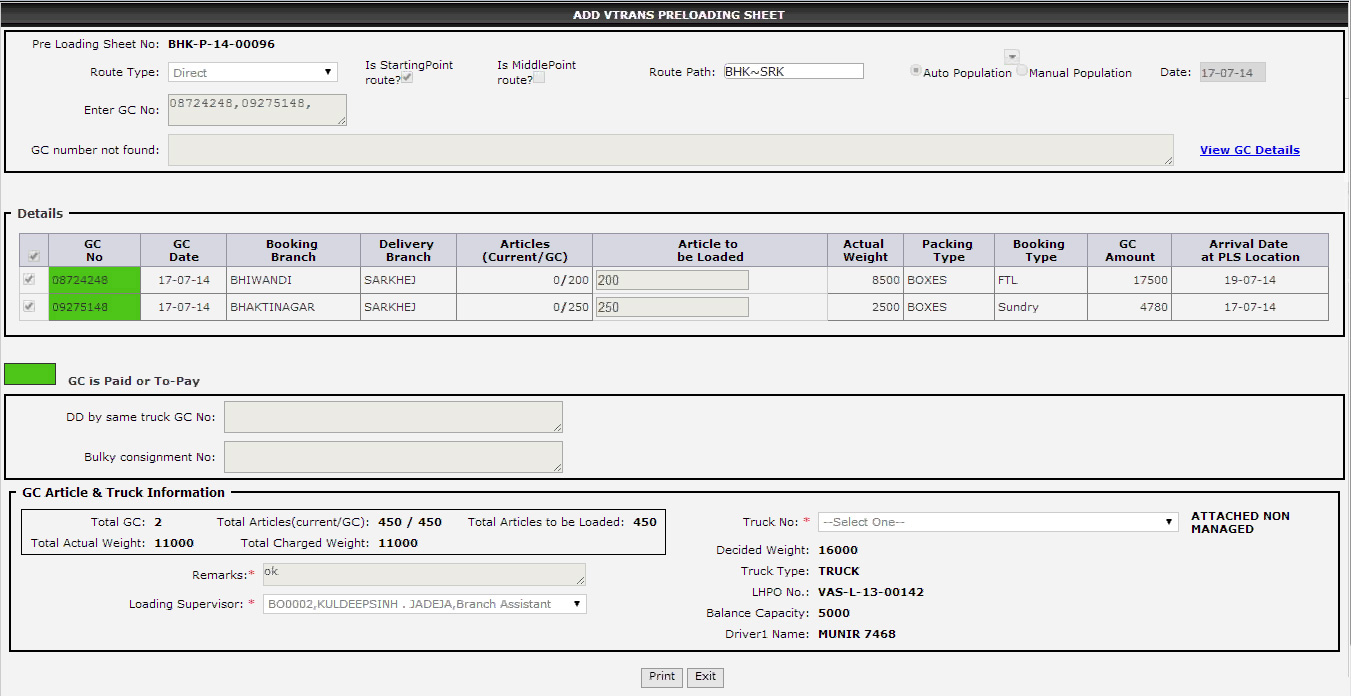 ADD VTRANS PRELOADING SHEET
Pre Loading Sheet No: BHK-P-14-00096
Route Type: Direct Is StartingPoint route? Is MiddlePoint route? Route Path: BHK~SRK Auto Population Manual Population Date: 17-07-14
Enter GC No: 08724248,09275148,
GC number not found: View GC Details
Details
GC No GC Date Booking Branch Delivery Branch Articles (Current/GC) Article to be Loaded Actual Weight Packing Type Booking Type GC Amount Arrival Date at PLS Location
08724248 17-07-14 BHIWANDI SARKHEJ 0/200 200 8500 BOXES FTL 17500 19-07-14
09275148 17-07-14 BHAKTINAGAR SARKHEJ 0/250 250 2500 BOXES Sundry 4780 17-07-14
GC is Paid or To-Pay
DD by same truck GC No:
Bulky consignment No:
GC Article & Truck Information
Total GC: 2 Total Articles(current/GC): 450 / 450 Total Articles to be Loaded: 450
Total Actual Weight: 11000 Total Charged Weight: 11000
Remarks:* ok
Loading Supervisor: * BO0002,KULDEEPSINH . JADEJA,Branch Assistant
Truck No: * --Select One-- ATTACHED NON MANAGED
Decided Weight: 16000
Truck Type: TRUCK
LHPO No.: VAS-L-13-00142
Balance Capacity: 5000
Driver1 Name: MUNIR 7468
Print Exit